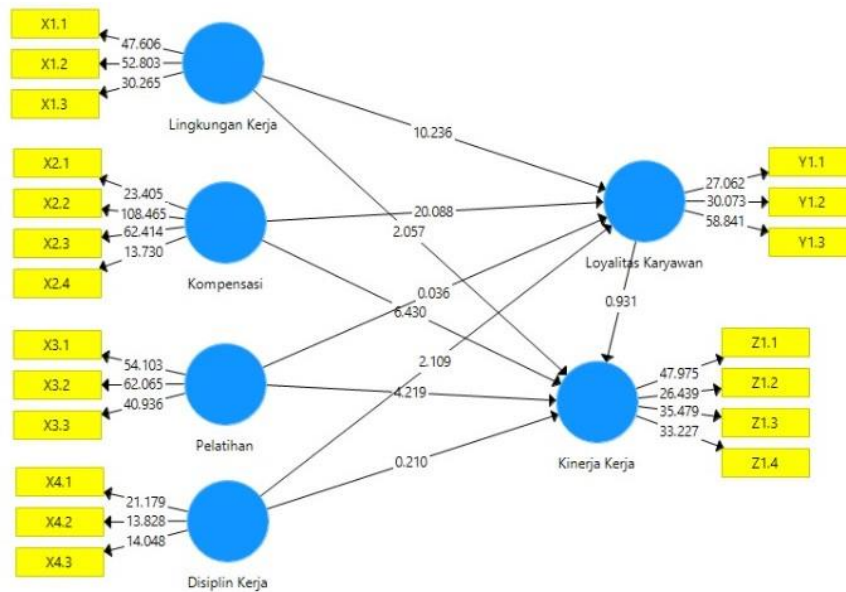 X1.1
47.606
X1.2
52.803
30.265
X1.3
Lingkungan Kerja
10.236
X2.1
23.405
X2.2
108.465
X2.3
62.414
13.730
X2.4
Kompensasi
20.088
2.057
0.036
6.430
Y1.1
27.062
30.073
Y1.2
58.841
Y1.3
Loyalitas Karyawan
0.931
X3.1
54.103
X3.2
62.065
40.936
X3.3
Pelatihan
2.109
4.219
Z1.1
47.975
Z1.2
26.439
35.479
Z1.3
33.227
Z1.4
Kinerja Kerja
X4.1
21.179
X4.2
13.828
14.048
X4.3
Disiplin Kerja
0.210